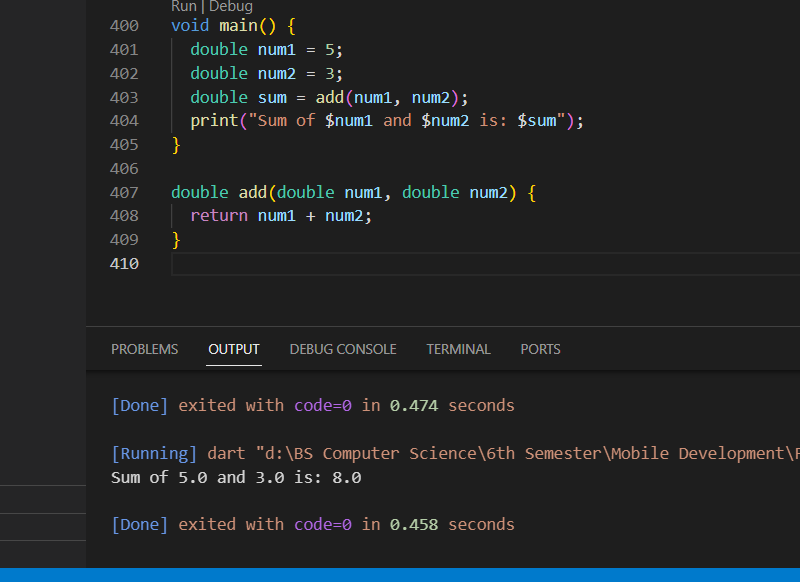 Run | Debug
400 void main() {
401   double num1 = 5;
402   double num2 = 3;
403   double sum = add(num1, num2);
404   print("Sum of $num1 and $num2 is: $sum");
405 }
406
407 double add(double num1, double num2) {
408   return num1 + num2;
409 }
410
PROBLEMS OUTPUT DEBUG CONSOLE TERMINAL PORTS
[Done] exited with code=0 in 0.474 seconds
[Running] dart "d:\BS Computer Science\6th Semester\Mobile Development\
Sum of 5.0 and 3.0 is: 8.0
[Done] exited with code=0 in 0.458 seconds